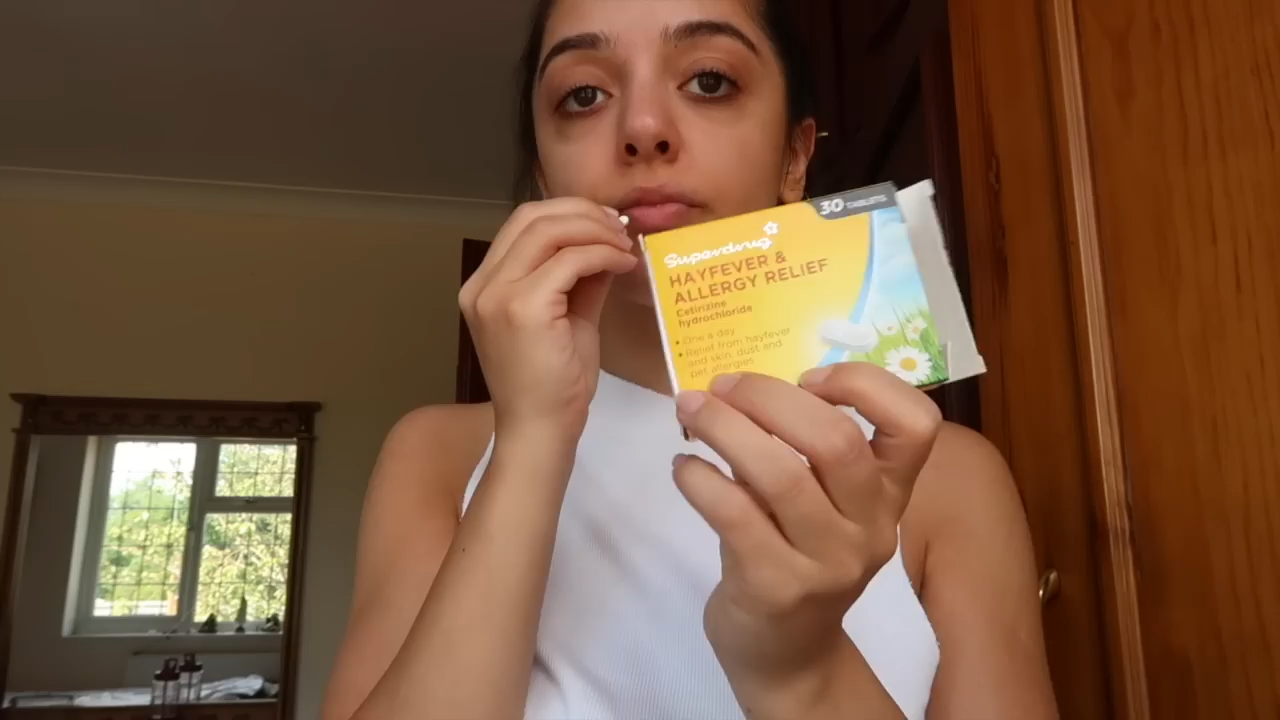 30 TABLETS
Superdrug
HAYFEVER &
ALLERGY RELIEF
Cetirizine
hydrochloride
• One a day
• Relief from hayfever
and skin, dust and
pet allergies